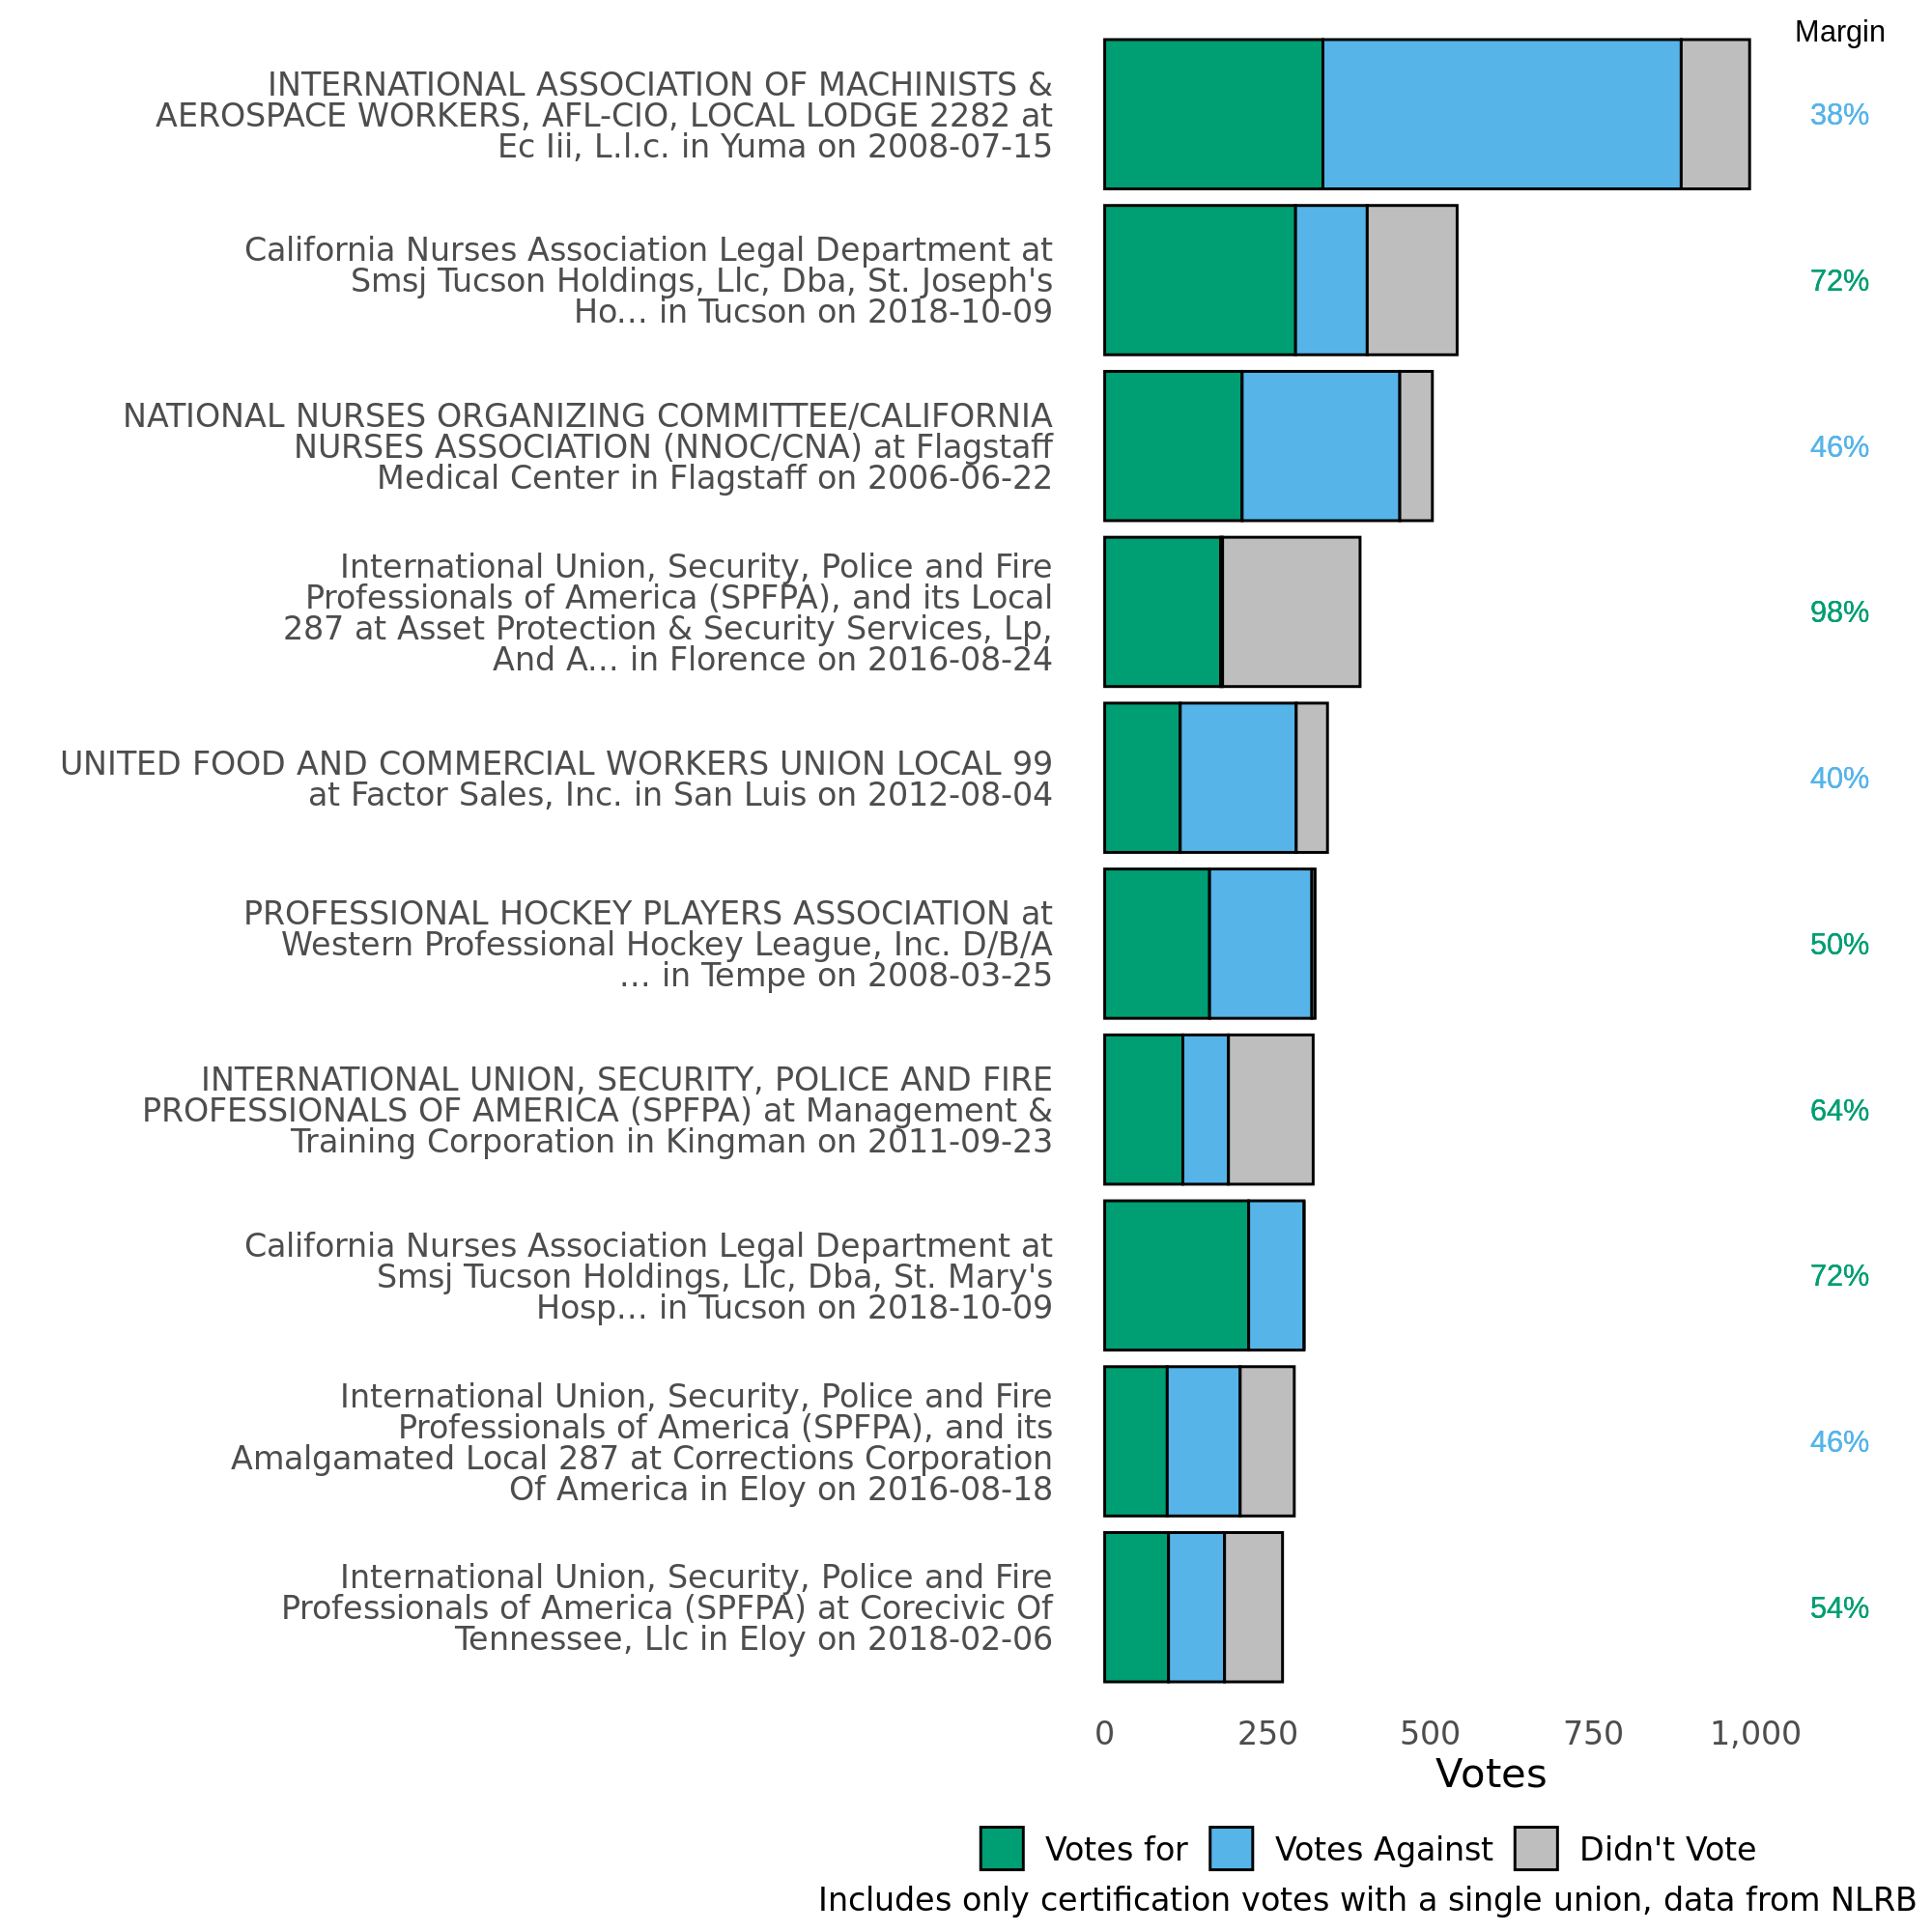 Margin
INTERNATIONAL ASSOCIATION OF MACHINISTS &
AEROSPACE WORKERS, AFL-CIO, LOCAL LODGE 2282 at
Ec Iii, L.l.c. in Yuma on 2008-07-15
38%
California Nurses Association Legal Department at
Smsj Tucson Holdings, Llc, Dba, St. Joseph's
Ho... in Tucson on 2018-10-09
72%
NATIONAL NURSES ORGANIZING COMMITTEE/CALIFORNIA
NURSES ASSOCIATION (NNOC/CNA) at Flagstaff
Medical Center in Flagstaff on 2006-06-22
46%
International Union, Security, Police and Fire
Professionals of America (SPFPA), and its Local
287 at Asset Protection & Security Services, Lp,
And A... in Florence on 2016-08-24
98%
UNITED FOOD AND COMMERCIAL WORKERS UNION LOCAL 99
at Factor Sales, Inc. in San Luis on 2012-08-04
40%
PROFESSIONAL HOCKEY PLAYERS ASSOCIATION at
Western Professional Hockey League, Inc. D/B/A
... in Tempe on 2008-03-25
50%
INTERNATIONAL UNION, SECURITY, POLICE AND FIRE
PROFESSIONALS OF AMERICA (SPFPA) at Management &
Training Corporation in Kingman on 2011-09-23
64%
California Nurses Association Legal Department at
Smsj Tucson Holdings, Llc, Dba, St. Mary's
Hosp... in Tucson on 2018-10-09
72%
International Union, Security, Police and Fire
Professionals of America (SPFPA), and its
Amalgamated Local 287 at Corrections Corporation
Of America in Eloy on 2016-08-18
46%
International Union, Security, Police and Fire
Professionals of America (SPFPA) at Corecivic Of
Tennessee, Llc in Eloy on 2018-02-06
54%
0 250 500 750 1,000
Votes
Votes for Votes Against Didn't Vote
Includes only certification votes with a single union, data from NLRB